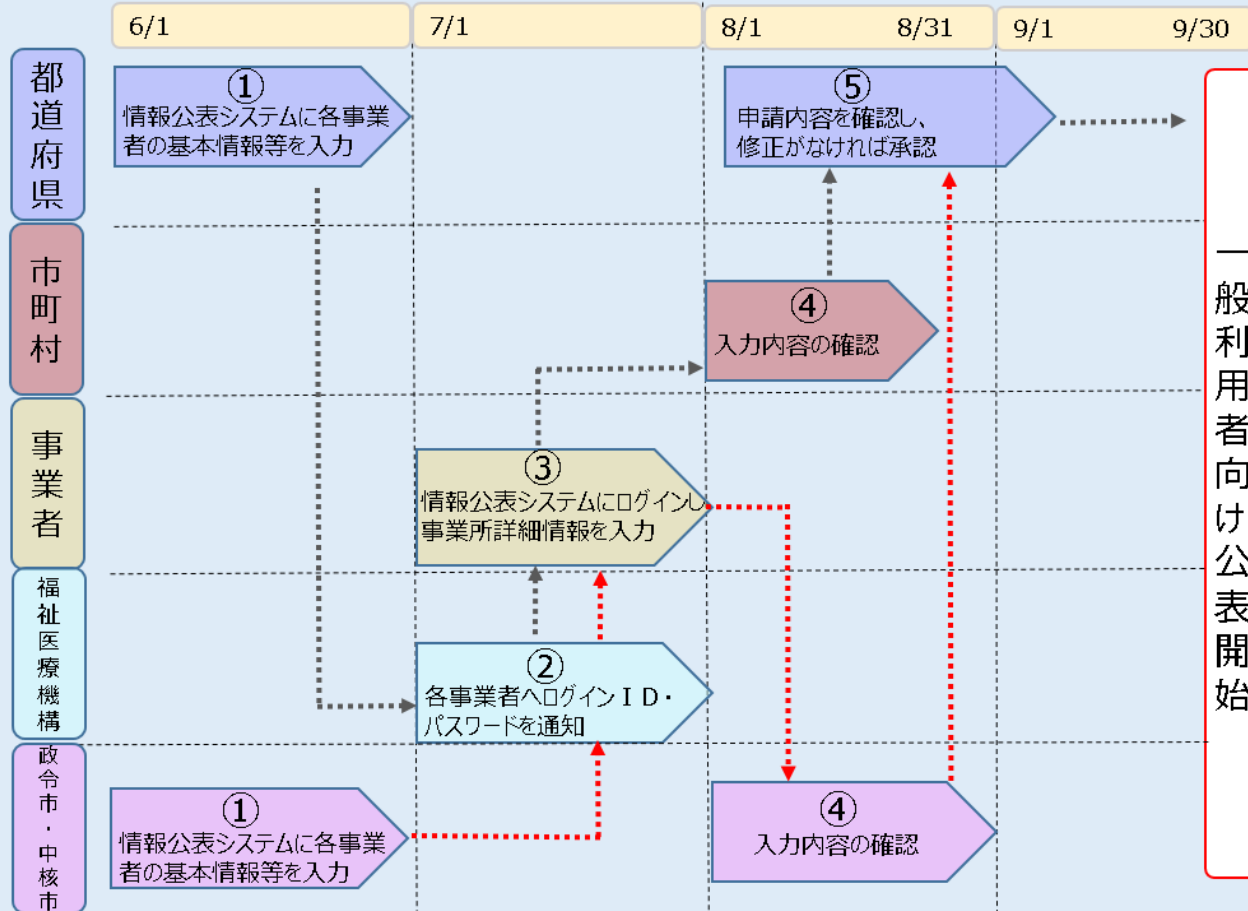 6/1
7/1
8/1
8/31
9/1
9/30
都道府県
①
情報公表システムに各事業
者の基本情報等を入力
⑤
申請内容を確認し、
修正がなければ承認
市町村
④
入力内容の確認
事業者
③
情報公表システムにログインし
事業所詳細情報を入力
福祉医療機構
②
各事業者へログインＩＤ・
パスワードを通知
政令市・中核市
①
情報公表システムに各事業
者の基本情報等を入力
④
入力内容の確認
一般利用者向け公表開始